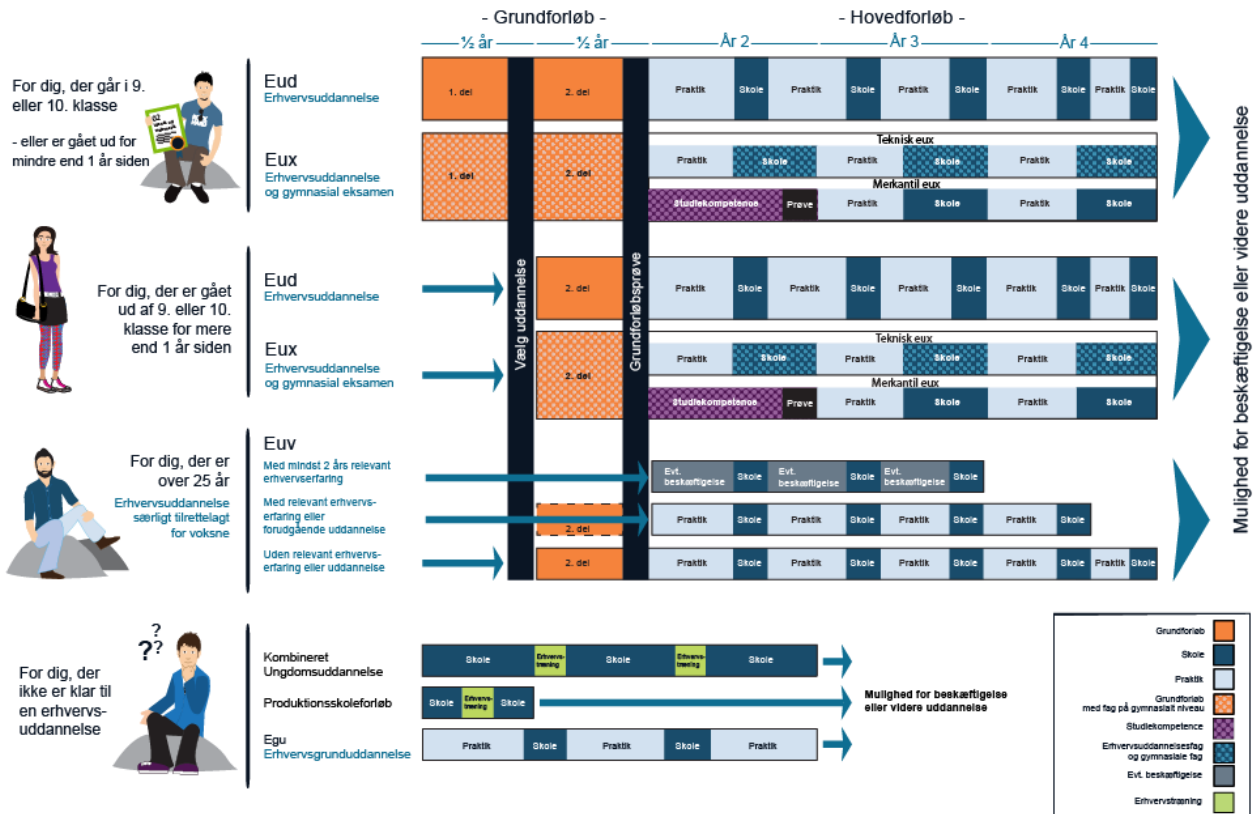 - Grundforløb -
- Hovedforløb -
½ år
½ år
År 2
År 3
År 4
For dig, der går i 9.
eller 10. klasse
- eller er gået ud for
mindre end 1 år siden
Eud
Erhvervsuddannelse
1. del
2. del
Praktik
Skole
Praktik
Skole
Praktik
Skole
Praktik
Skole
Praktik
Skole
Eux
Erhvervsuddannelse
og gymnasial eksamen
1. del
2. del
Teknisk eux
Praktik
Skole
Praktik
Skole
Praktik
Skole
Merkantil eux
Studiekompetence
Prøve
Praktik
Skole
Praktik
Skole
Vælg uddannelse
Grundforløbsprøve
Mulighed for beskæftigelse eller videre uddannelse
For dig, der er gået
ud af 9. eller 10.
klasse for mere
end 1 år siden
Eud
Erhvervsuddannelse
2. del
Praktik
Skole
Praktik
Skole
Praktik
Skole
Praktik
Skole
Praktik
Skole
Eux
Erhvervsuddannelse
og gymnasial eksamen
2. del
Teknisk eux
Praktik
Skole
Praktik
Skole
Praktik
Skole
Merkantil eux
Studiekompetence
Prøve
Praktik
Skole
Praktik
Skole
For dig, der er
over 25 år
Erhvervsuddannelse
særligt tilrettelagt
for voksne
Euv
Med mindst 2 års relevant
erhvervserfaring
Evt.
beskæftigelse
Skole
Evt.
beskæftigelse
Skole
Evt.
beskæftigelse
Skole
Med relevant erhvervs-
erfaring eller
forudgående uddannelse
2. del
Praktik
Skole
Praktik
Skole
Praktik
Skole
Praktik
Skole
Uden relevant erhvervs-
erfaring eller uddannelse
2. del
Praktik
Skole
Praktik
Skole
Praktik
Skole
Praktik
Skole
Praktik
Skole
? ? ?
For dig, der
ikke er klar til
en erhvervs-
uddannelse
Kombineret
Ungdomsuddannelse
Skole
Erhvervs-
træning
Skole
Erhvervs-
træning
Skole
Produktionsskoleforløb
Skole
Erhvervs-
træning
Skole
Mulighed for beskæftigelse
eller videre uddannelse
Egu
Erhvervsgrunduddannelse
Praktik
Skole
Praktik
Skole
Praktik
Grundforløb
Skole
Praktik
Grundforløb
med fag på gymnasialt niveau
Studiekompetence
Erhvervsuddannelsesfag
og gymnasiale fag
Evt. beskæftigelse
Erhvervstræning